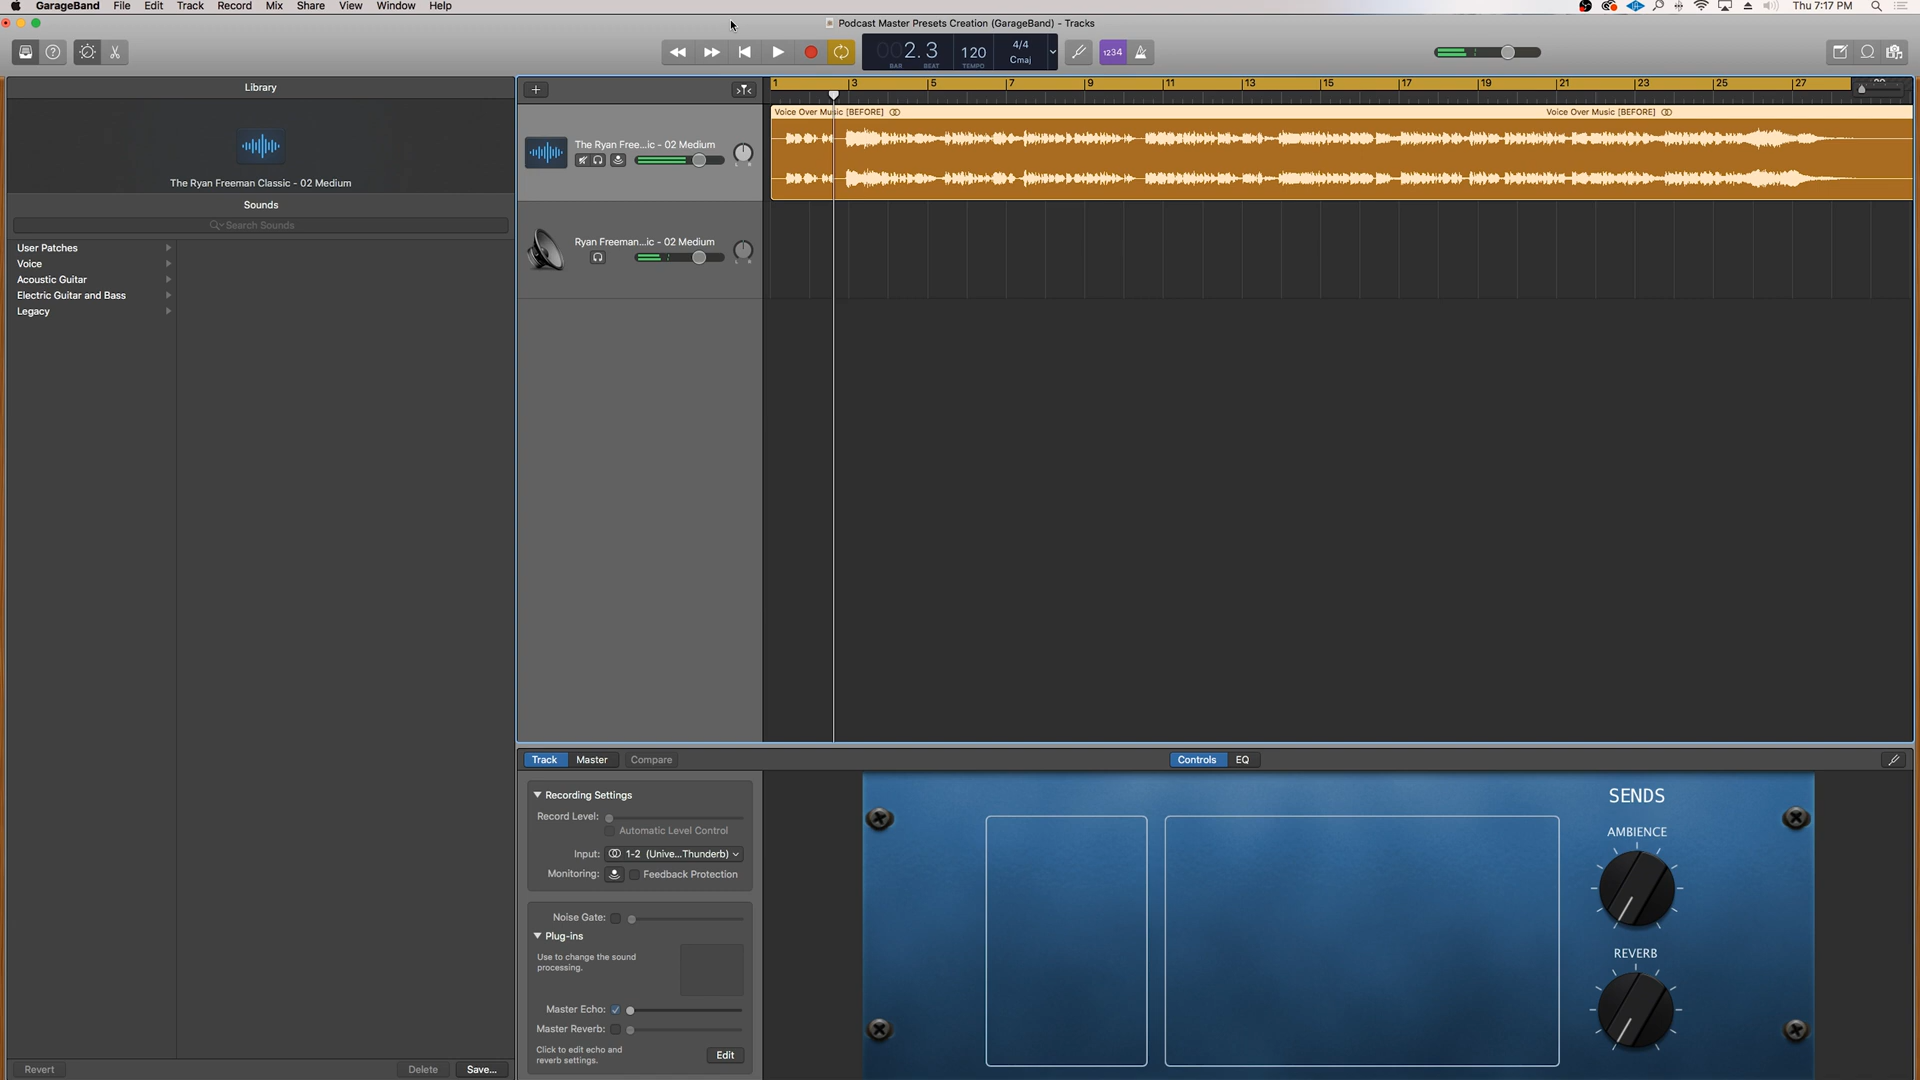 GarageBand File Edit Track Record Mix Share View Window Help
Thu 7:17 PM
Podcast Master Presets Creation (GarageBand) - Tracks
002.3 120 4/4 Cmaj
BAR BEAT TEMPO
1234
Library
1 3 5 7 9 11 13 15 17 19 21 23 25 27
Voice Over Music [BEFORE] Voice Over Music [BEFORE]
The Ryan Freeman Classic - 02 Medium
The Ryan Free...ic - 02 Medium
L R
Sounds
Search Sounds
Ryan Freeman...ic - 02 Medium
User Patches
Voice
Acoustic Guitar
Electric Guitar and Bass
Legacy
Track Master Compare Controls EQ
Recording Settings
Record Level:
Automatic Level Control
Input: 1-2 (Unive...Thunderb)
Monitoring: Feedback Protection
Noise Gate:
Plug-ins
Use to change the sound
processing.
Master Echo:
Master Reverb:
Click to edit echo and
reverb settings.
Edit
SENDS
AMBIENCE
REVERB
Revert Delete Save...